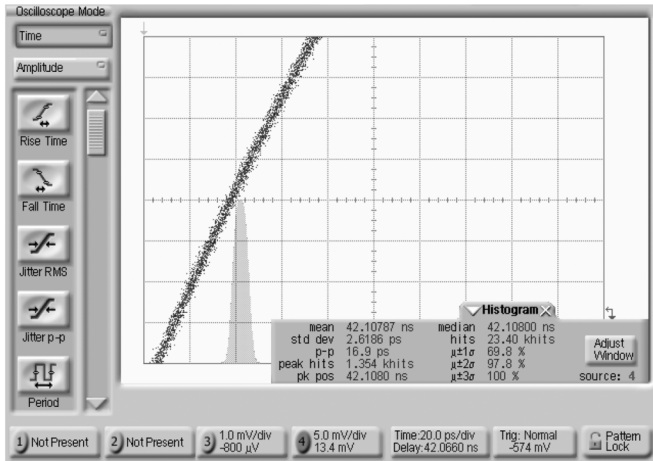 Oscilloscope Mode
Time
Amplitude
Rise Time
Fall Time
Jitter RMS
Jitter p-p
Period
Histogram
mean 42.10787 ns median 42.10800 ns
std dev 2.6186 ps hits 23.40 khits
p-p 16.9 ps μ±1σ 69.8 %
peak hits 1.354 khits μ±2σ 97.8 %
pk pos 42.1080 ns μ±3σ 100 %
Adjust
Window
source: 4
1) Not Present
2) Not Present
3) 1.0 mV/div
-800 μV
4) 5.0 mV/div
13.4 mV
Time:20.0 ps/div
Delay:42.0660 ns
Trig: Normal
-574 mV
Pattern
Lock